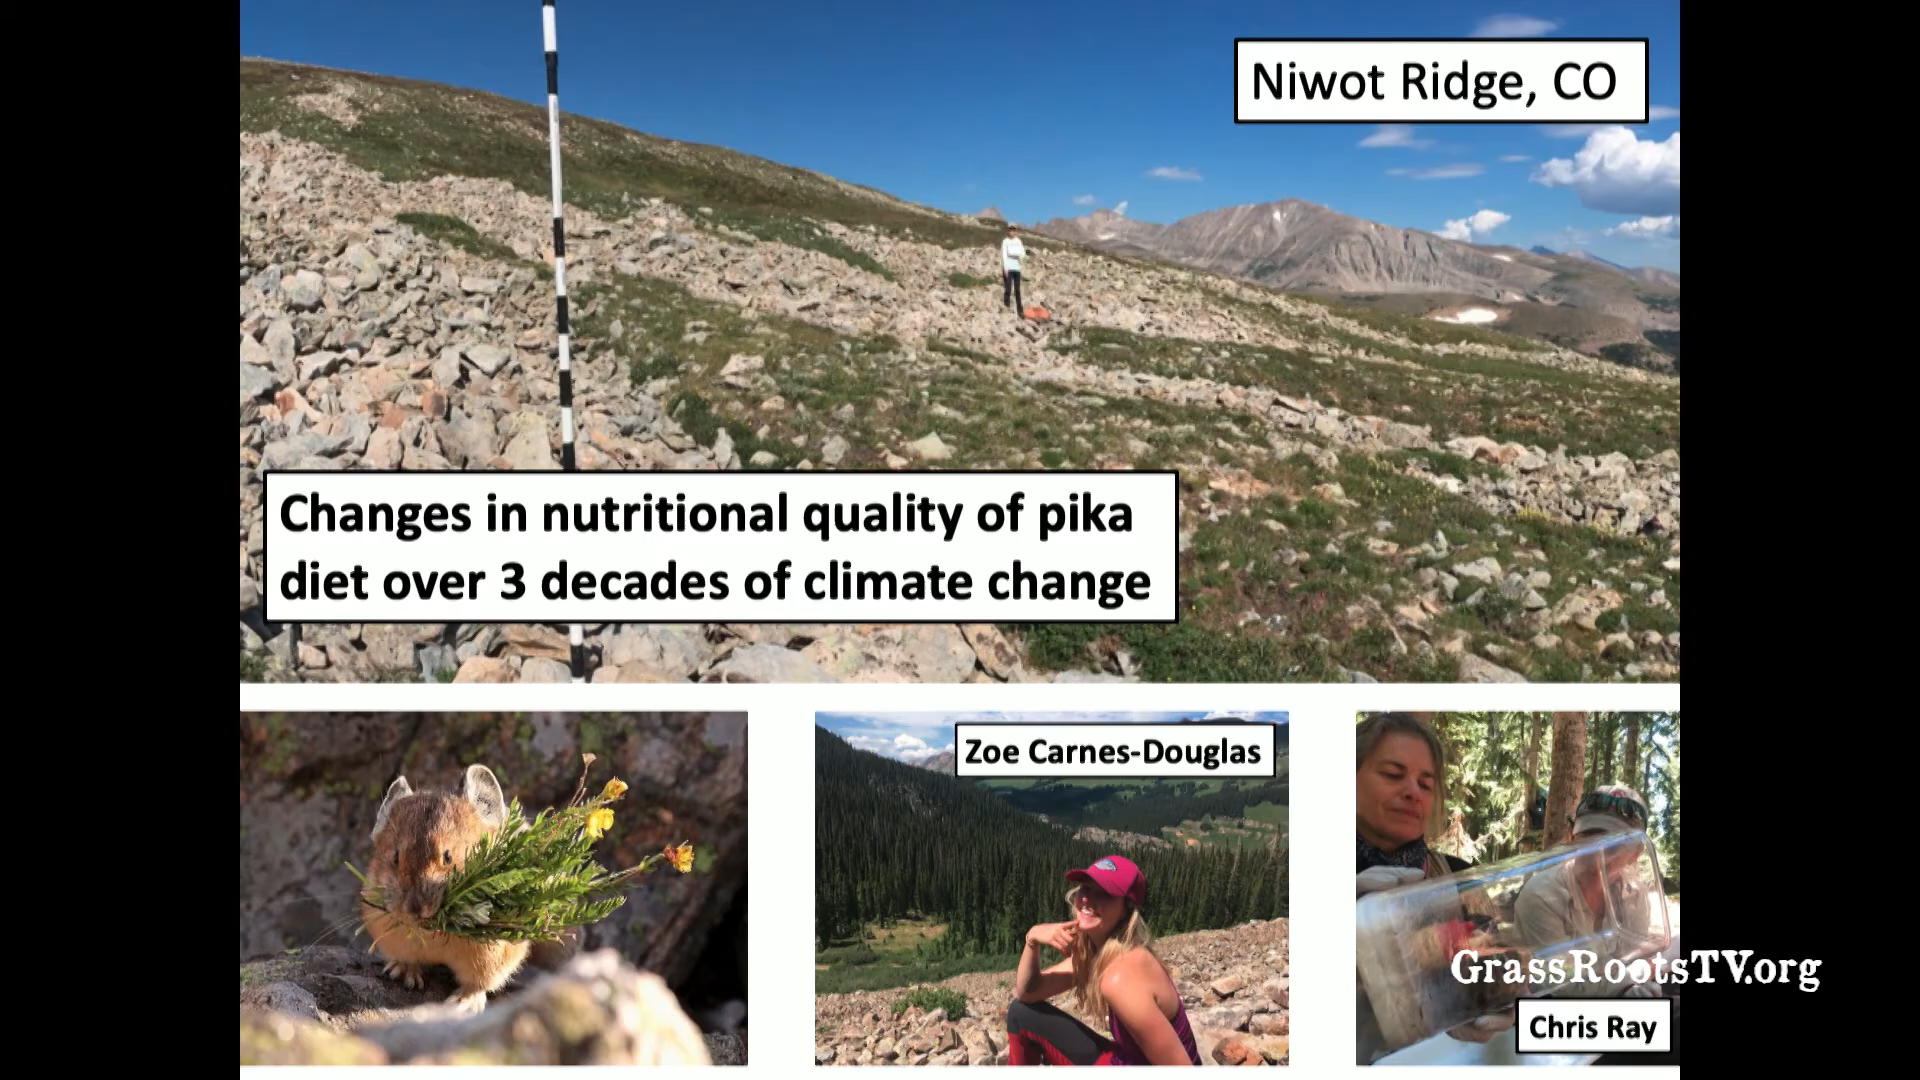 Niwot Ridge, CO
Changes in nutritional quality of pika
diet over 3 decades of climate change
Zoe Carnes-Douglas
GrassRootsTV.org
Chris Ray